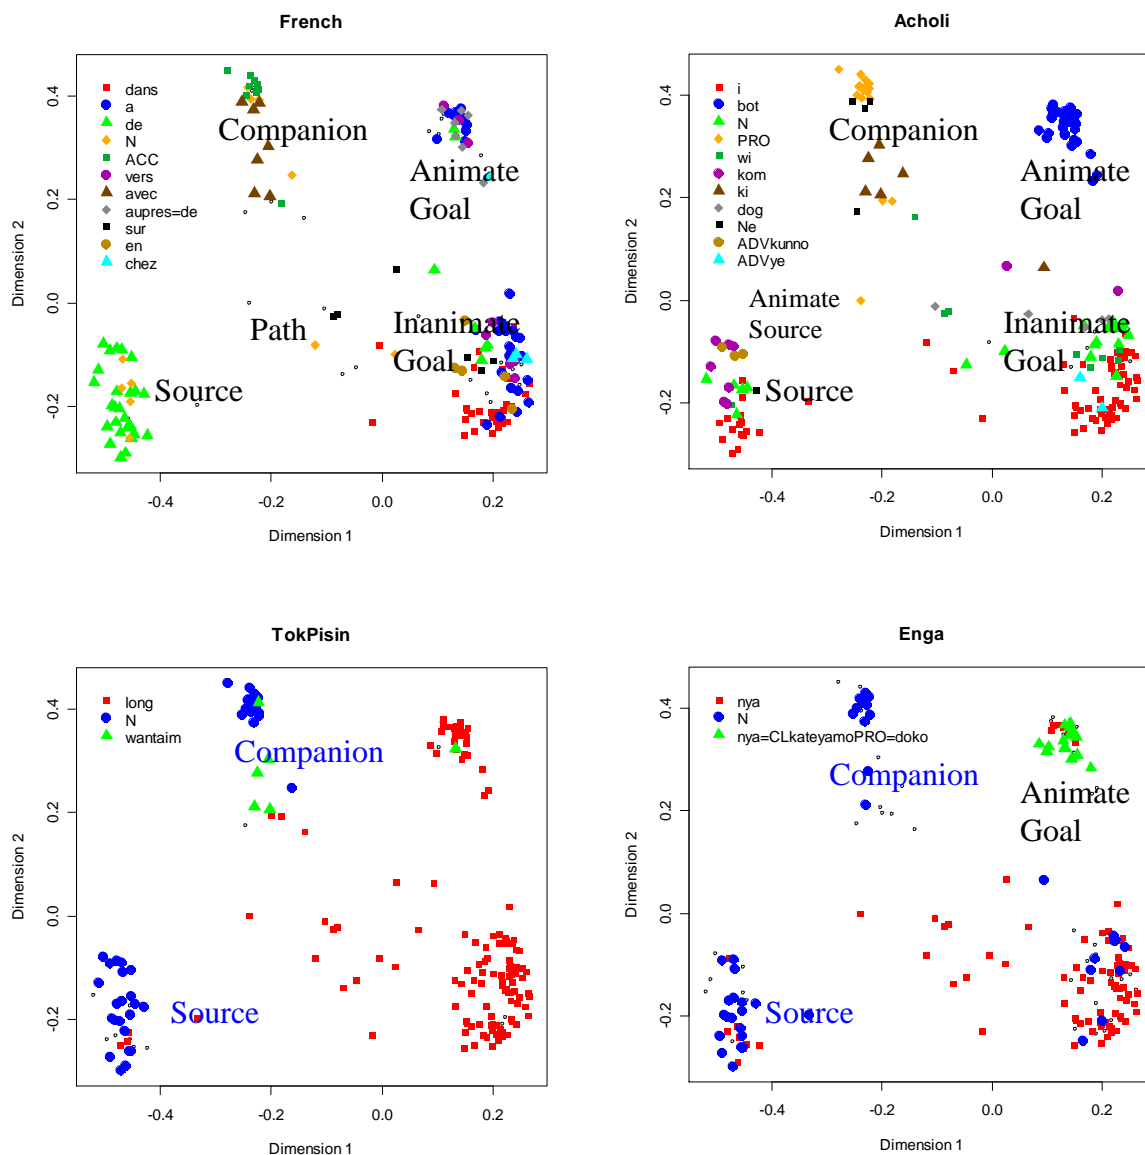 French
dans
a
de
N
ACC
vers
avec
aupres=de
sur
en
chez
Companion
Animate
Goal
Path
Inanimate
Goal
Source
Dimension 2
0.4
0.2
0.0
-0.2
-0.4
-0.2
0.0
0.2
Dimension 1
Acholi
i
bot
N
PRO
wi
kom
ki
dog
Ne
ADVkunno
ADVye
Companion
Animate
Goal
Animate
Source
Inanimate
Goal
Source
Dimension 2
0.4
0.2
0.0
-0.2
-0.4
-0.2
0.0
0.2
Dimension 1
TokPisin
long
N
wantaim
Companion
Source
Dimension 2
0.4
0.2
0.0
-0.2
-0.4
-0.2
0.0
0.2
Dimension 1
Enga
nya
N
nya=CLkateyamoPRO=doko
Companion
Animate
Goal
Source
Dimension 2
0.4
0.2
0.0
-0.2
-0.4
-0.2
0.0
0.2
Dimension 1